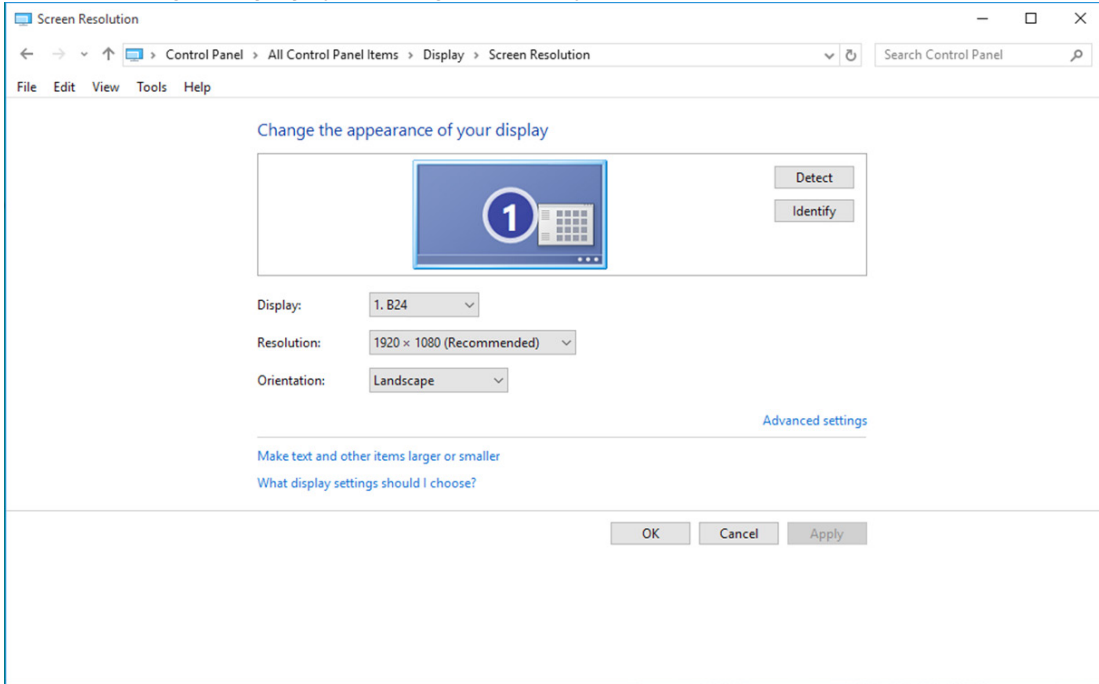 Screen Resolution
Control Panel > All Control Panel Items > Display > Screen Resolution
Search Control Panel
File Edit View Tools Help
Change the appearance of your display
1
Detect
Identify
Display: 1. B24
Resolution: 1920 × 1080 (Recommended)
Orientation: Landscape
Advanced settings
Make text and other items larger or smaller
What display settings should I choose?
OK Cancel Apply